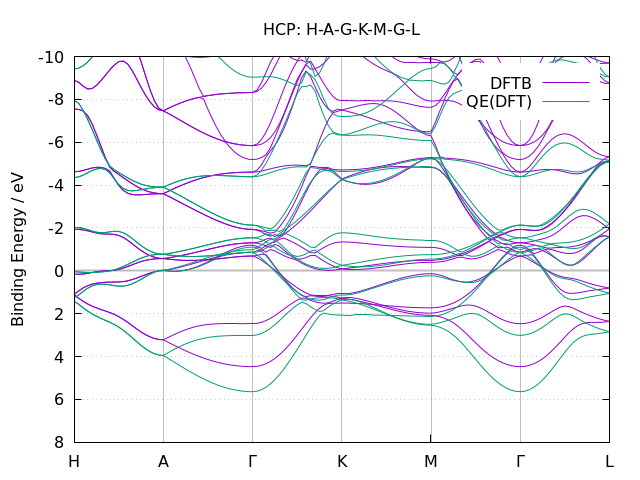 HCP: H-A-G-K-M-G-L
DFTB
QE(DFT)
Binding Energy / eV
-10
-8
-6
-4
-2
0
2
4
6
8
H A Γ K M Γ L